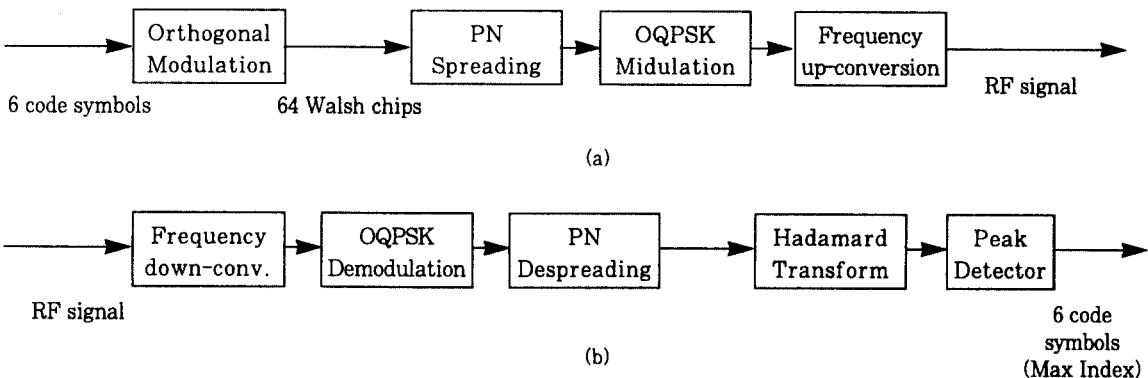 Orthogonal
Modulation
PN
Spreading
OQPSK
Midulation
Frequency
up-conversion
6 code symbols
64 Walsh chips
RF signal
(a)
Frequency
down-conv.
OQPSK
Demodulation
PN
Despreading
Hadamard
Transform
Peak
Detector
RF signal
6 code
symbols
(Max Index)
(b)